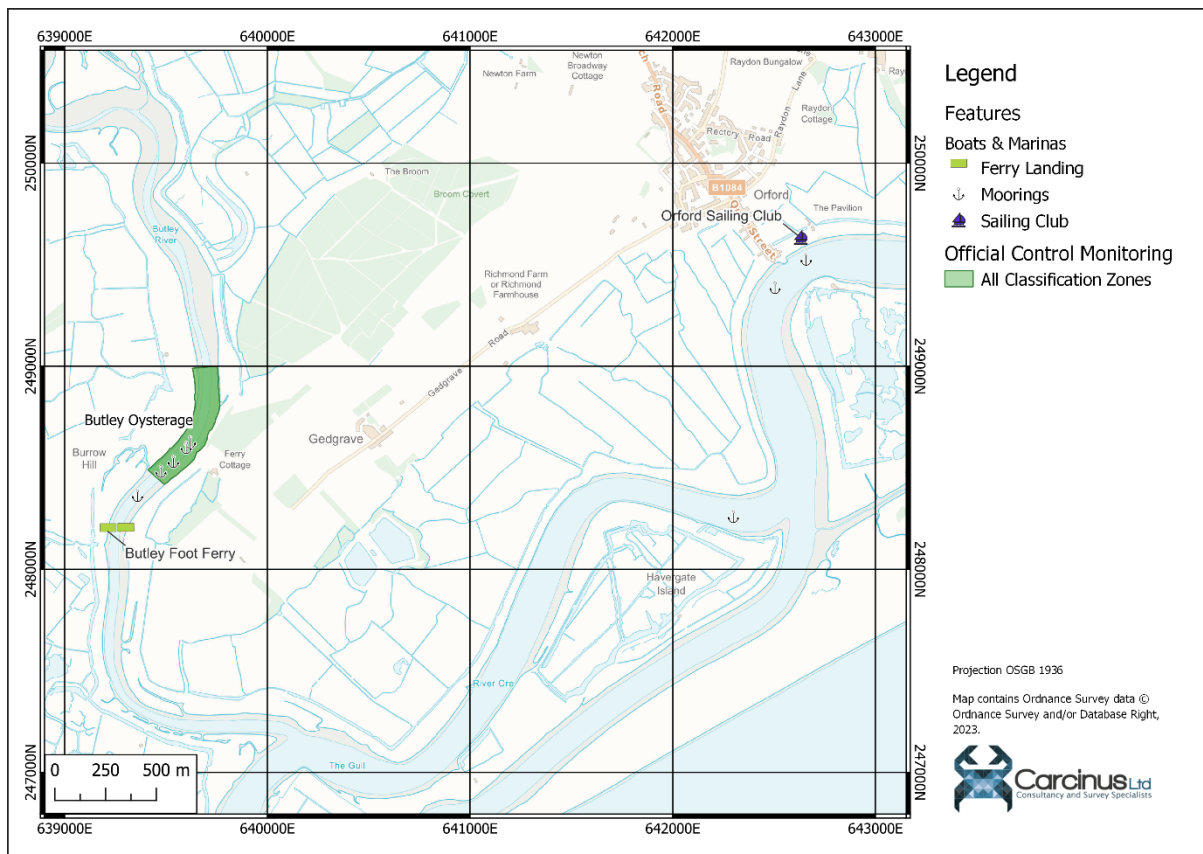 639000E
640000E
641000E
642000E
643000E
250000N
249000N
248000N
247000N
250000N
249000N
248000N
247000N
Newton Farm
Newton
Broadway
Cottage
Road
Raydon Bungalow
Raydon Lane
Raydon
Cottage
Rectory Road
The Broom
Broom Covert
B1084
Orford
Orford Sailing Club
Street
The Pavilion
Butley
River
Richmond Farm
or Richmond
Farmhouse
Gedgrave Road
Butley Oysterage
Gedgrave
Burrow
Hill
Ferry
Cottage
Butley Foot Ferry
Havergate
Island
River Ore
The Gull
0 250 500 m
639000E
640000E
641000E
642000E
643000E
Legend
Features
Boats & Marinas
Ferry Landing
Moorings
Sailing Club
Official Control Monitoring
All Classification Zones
Projection OSGB 1936
Map contains Ordnance Survey data ©
Ordnance Survey and/or Database Right,
2023.
Carcinus Ltd
Consultancy and Survey Specialists